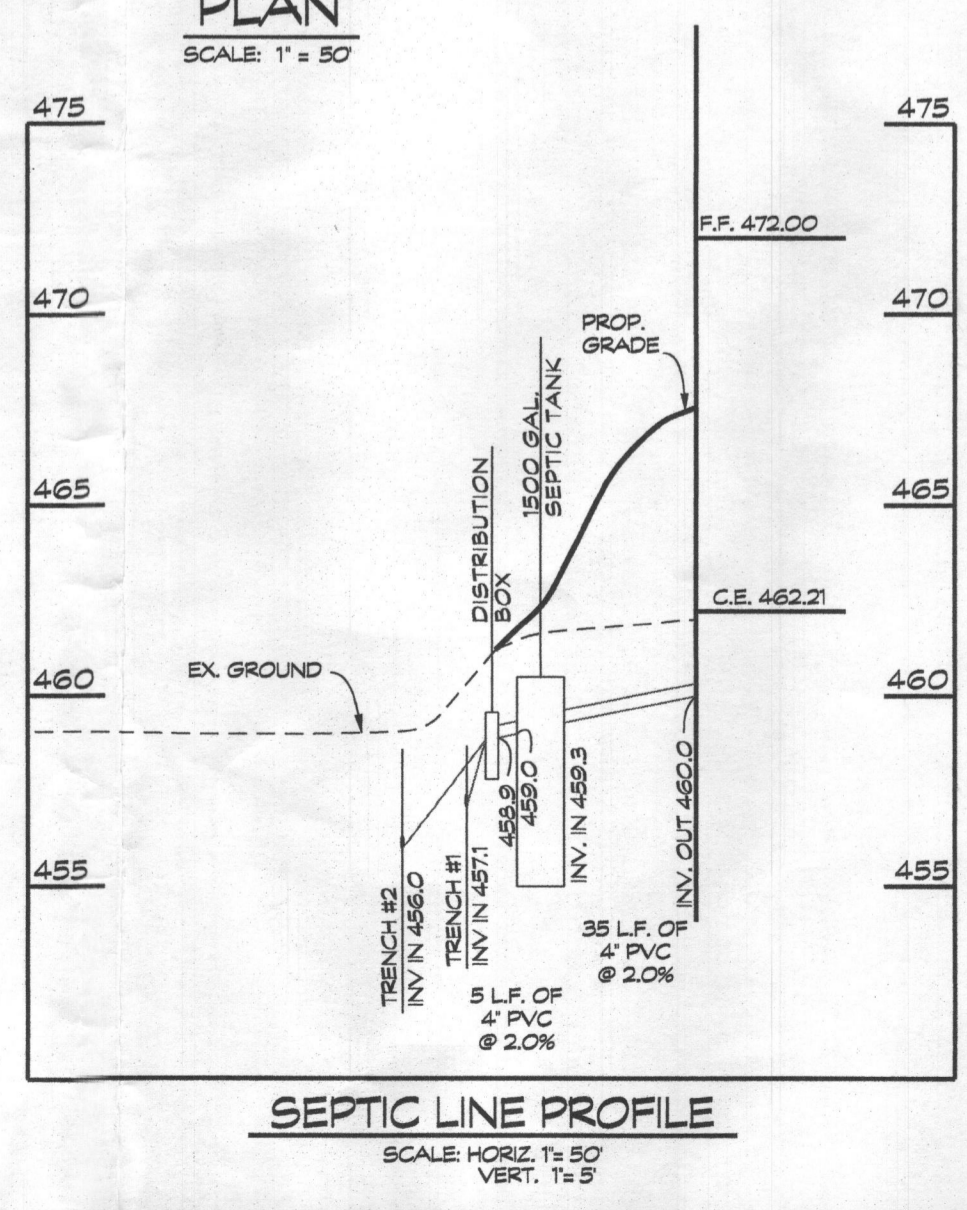 PLAN
SCALE: 1" = 50'
475
475
F.F. 472.00
470
470
PROP.
GRADE
1500 GAL.
SEPTIC TANK
465
465
DISTRIBUTION
BOX
C.E. 462.21
EX. GROUND
460
460
458.9
459.0
INV. IN 459.3
INV. OUT 460.0
455
455
TRENCH #2
INV IN 456.0
TRENCH #1
INV IN 457.1
35 L.F. OF
4" PVC
@ 2.0%
5 L.F. OF
4" PVC
@ 2.0%
SEPTIC LINE PROFILE
SCALE: HORIZ. 1"= 50'
VERT. 1"= 5'